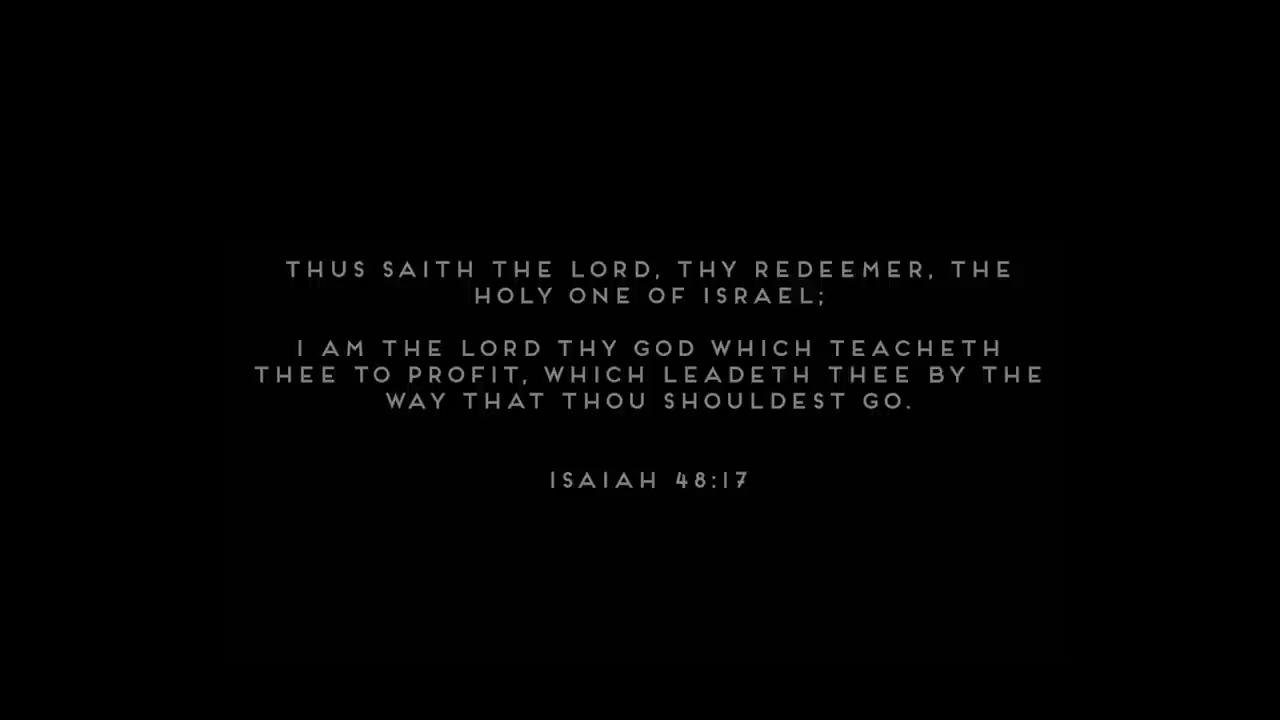 THUS SAITH THE LORD, THY REDEEMER, THE
HOLY ONE OF ISRAEL;
I AM THE LORD THY GOD WHICH TEACHETH
THEE TO PROFIT, WHICH LEADETH THEE BY THE
WAY THAT THOU SHOULDEST GO.
ISAIAH 48:17